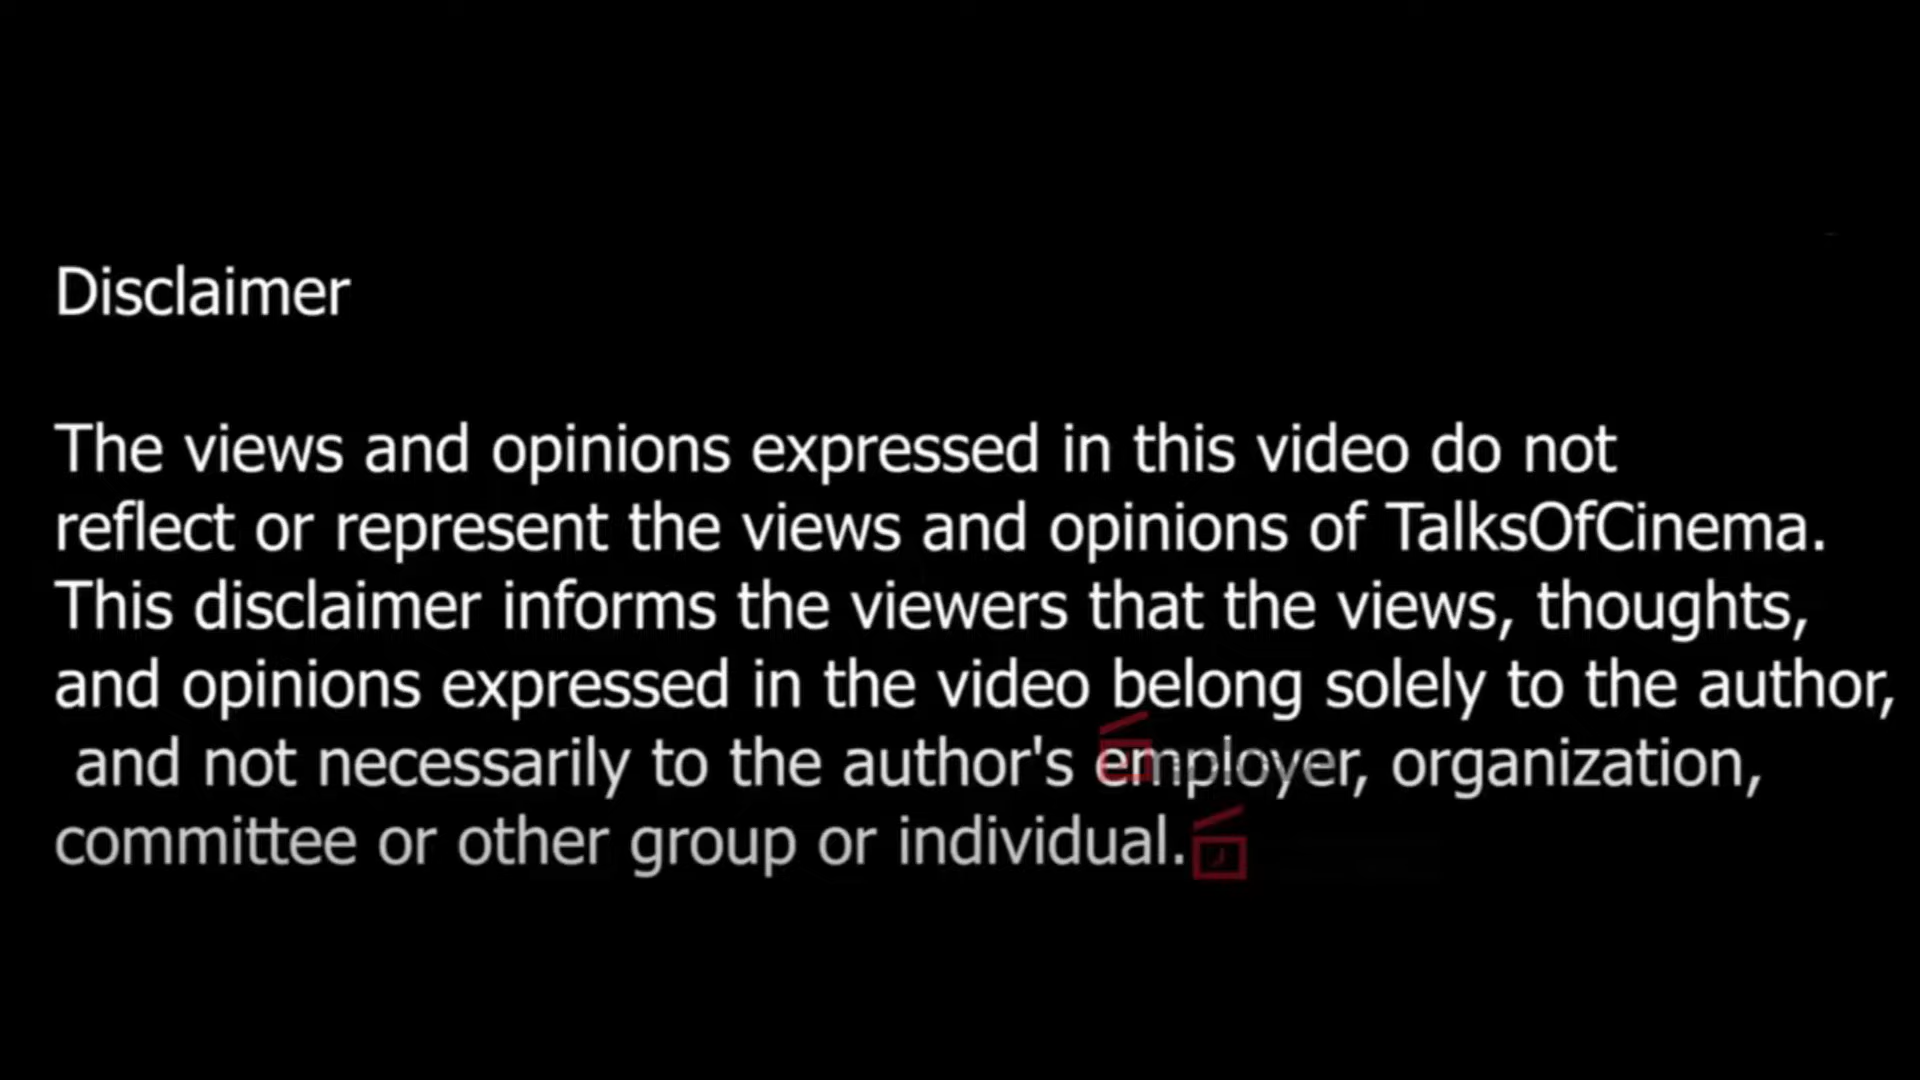 Disclaimer
The views and opinions expressed in this video do not
reflect or represent the views and opinions of TalksOfCinema.
This disclaimer informs the viewers that the views, thoughts,
and opinions expressed in the video belong solely to the author,
and not necessarily to the author's employer, organization,
committee or other group or individual.